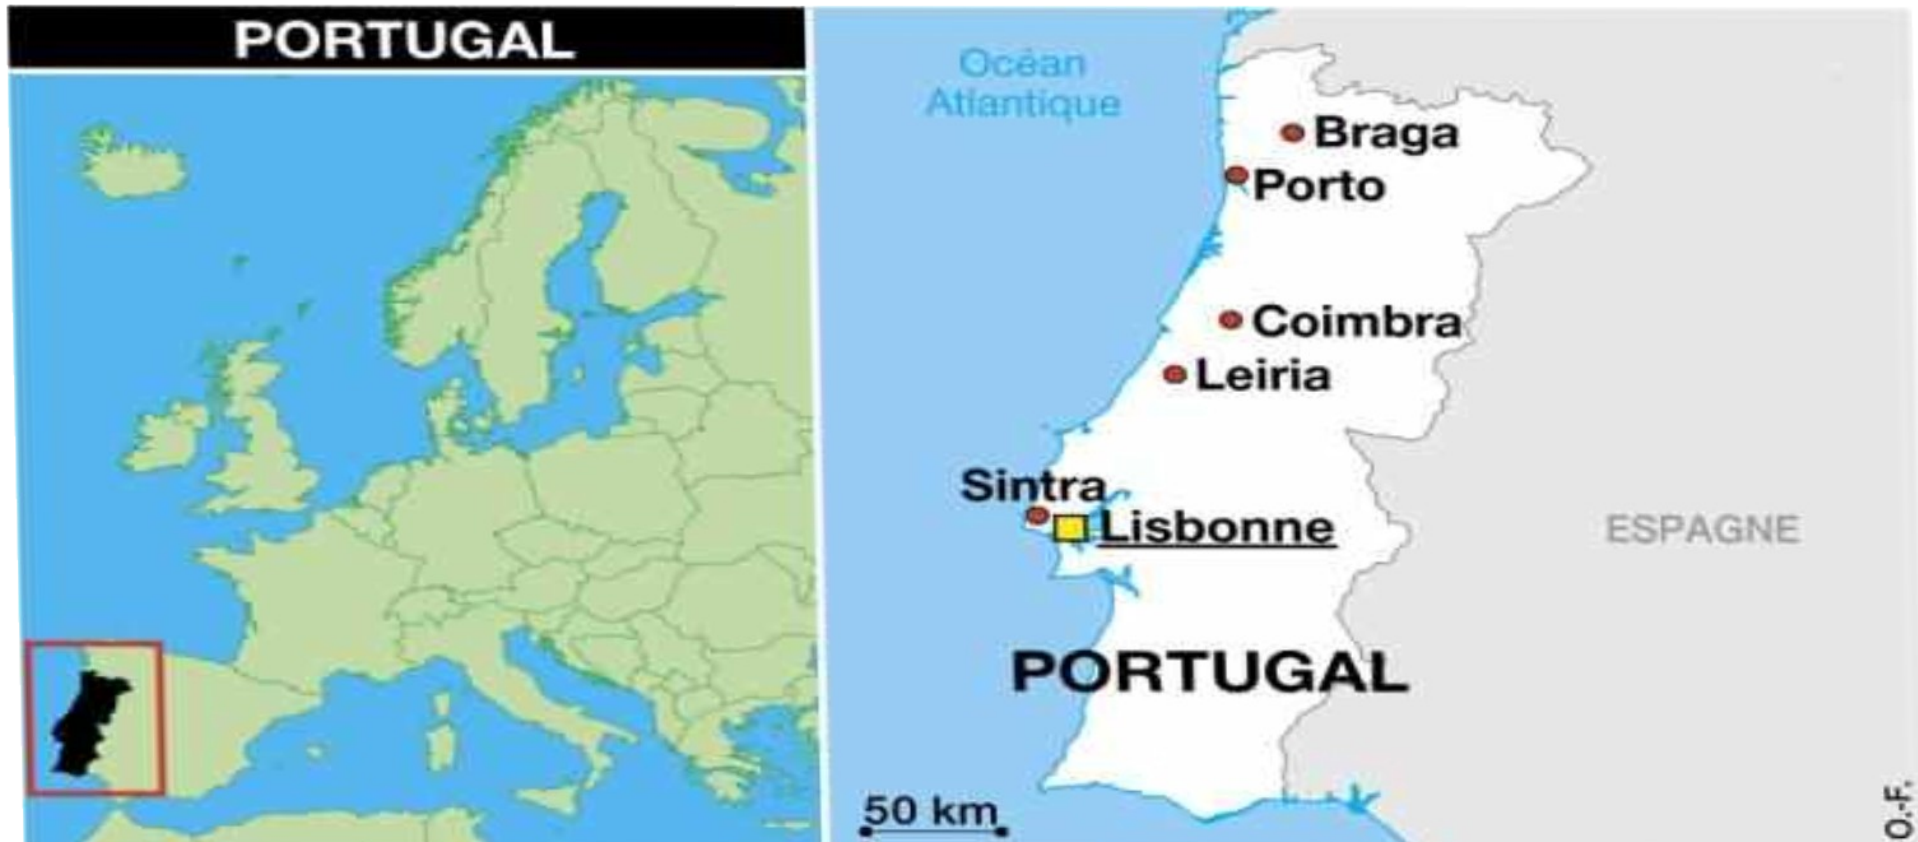 PORTUGAL
Océan
Atlantique
Braga
Porto
Coimbra
Leiria
Sintra
Lisbonne
ESPAGNE
PORTUGAL
50 km
O.-F.